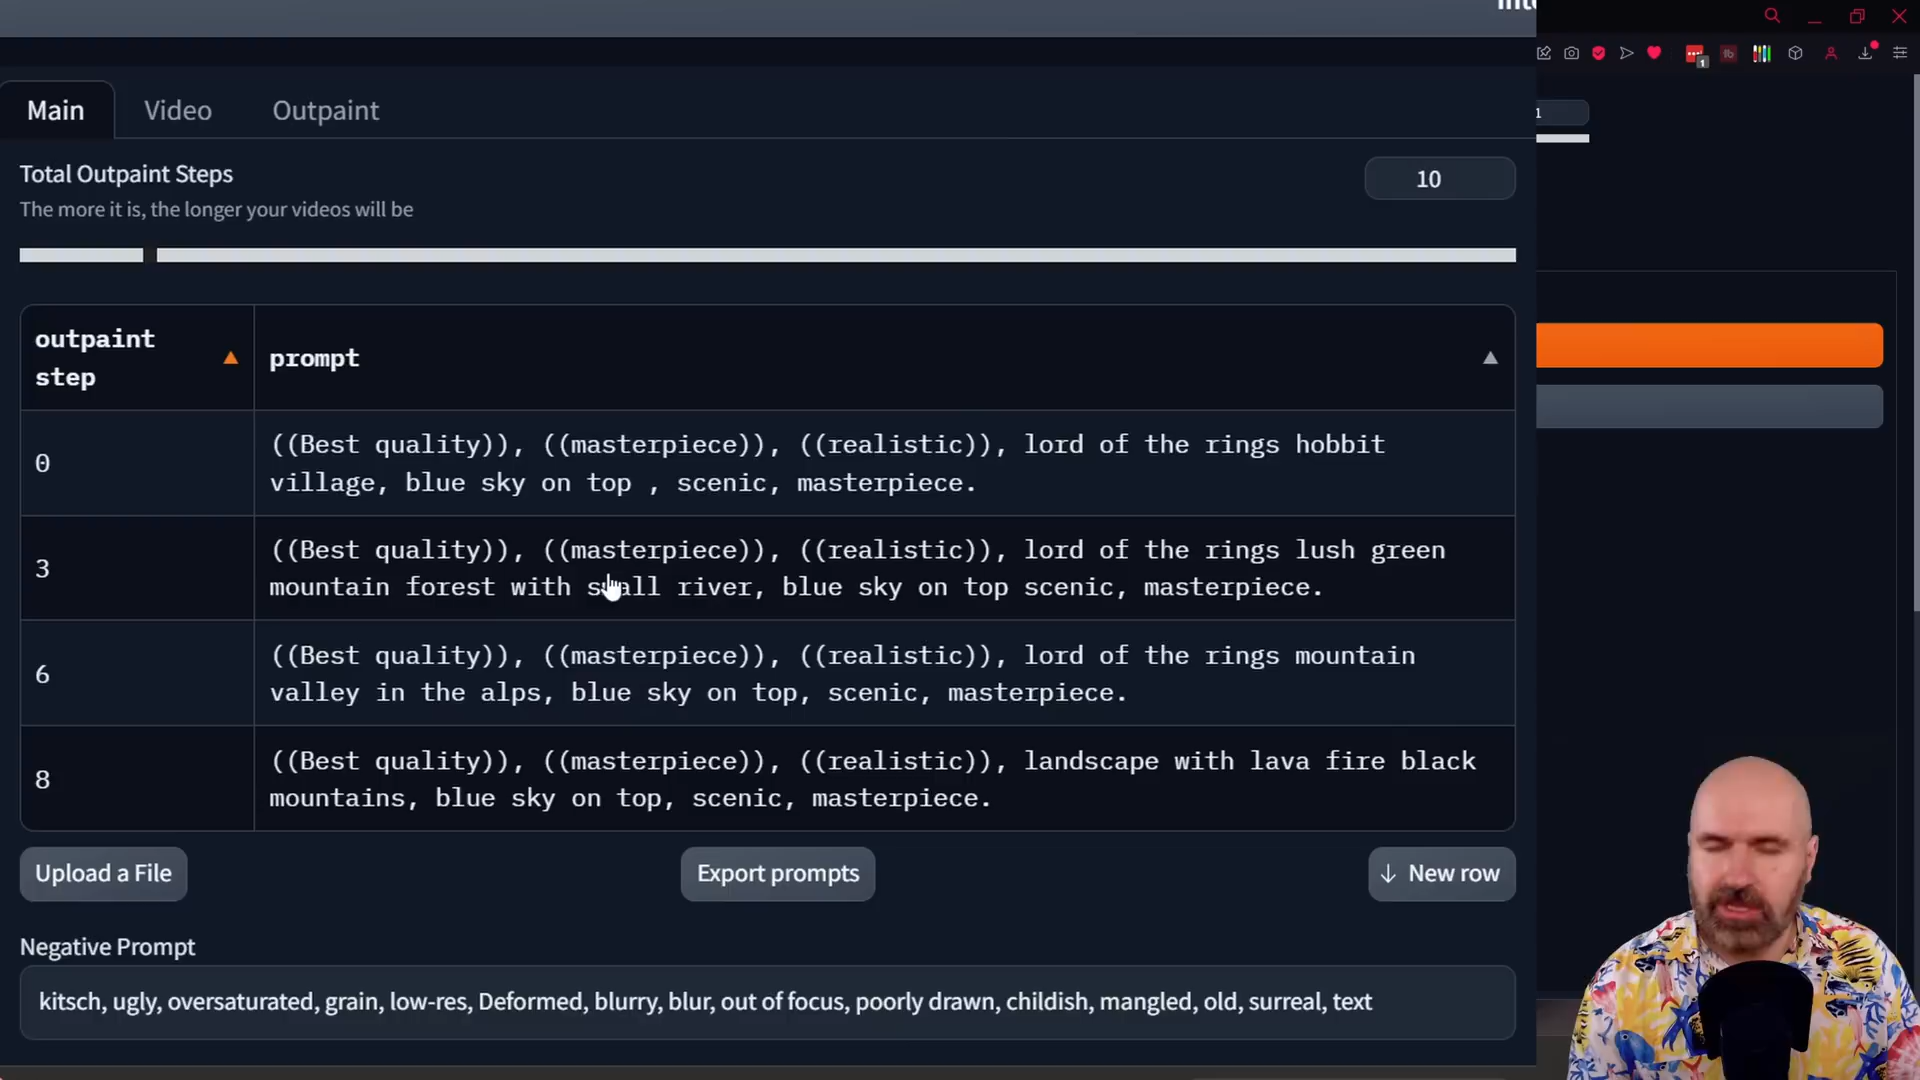 Main
Video
Outpaint
1
Total Outpaint Steps
10
The more it is, the longer your videos will be
outpaint
step
prompt
0
((Best quality)), ((masterpiece)), ((realistic)), lord of the rings hobbit
village, blue sky on top , scenic, masterpiece.
3
((Best quality)), ((masterpiece)), ((realistic)), lord of the rings lush green
mountain forest with small river, blue sky on top scenic, masterpiece.
6
((Best quality)), ((masterpiece)), ((realistic)), lord of the rings mountain
valley in the alps, blue sky on top, scenic, masterpiece.
8
((Best quality)), ((masterpiece)), ((realistic)), landscape with lava fire black
mountains, blue sky on top, scenic, masterpiece.
Upload a File
Export prompts
↓ New row
Negative Prompt
kitsch, ugly, oversaturated, grain, low-res, Deformed, blurry, blur, out of focus, poorly drawn, childish, mangled, old, surreal, text